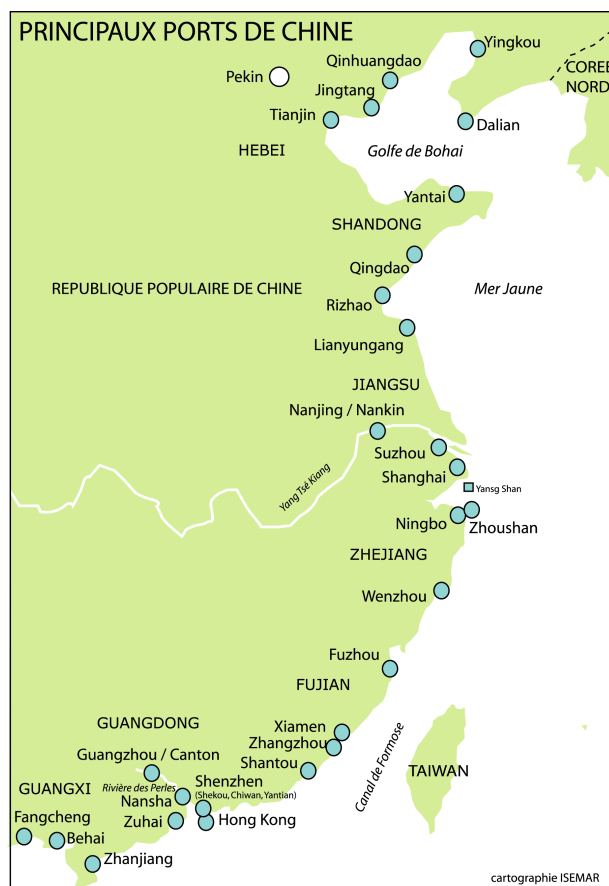 PRINCIPAUX PORTS DE CHINE
Yingkou
Qinhuangdao
Pekin
COREE
NORD
Jingtang
Tianjin
Dalian
HEBEI
Golfe de Bohai
Yantai
SHANDONG
Qingdao
REPUBLIQUE POPULAIRE DE CHINE
Mer Jaune
Rizhao
Lianyungang
JIANGSU
Nanjing / Nankin
Suzhou
Shanghai
Yang Tsé Kiang
Yansg Shan
Ningbo
Zhoushan
ZHEJIANG
Wenzhou
Fuzhou
FUJIAN
GUANGDONG
Xiamen
Zhangzhou
Canal de Formose
Guangzhou / Canton
Shantou
TAIWAN
GUANGXI
Rivière des Perles
Shenzhen
(Shekou, Chiwan, Yantian)
Nansha
Fangcheng
Zuhai
Hong Kong
Behai
Zhanjiang
cartographie ISEMAR